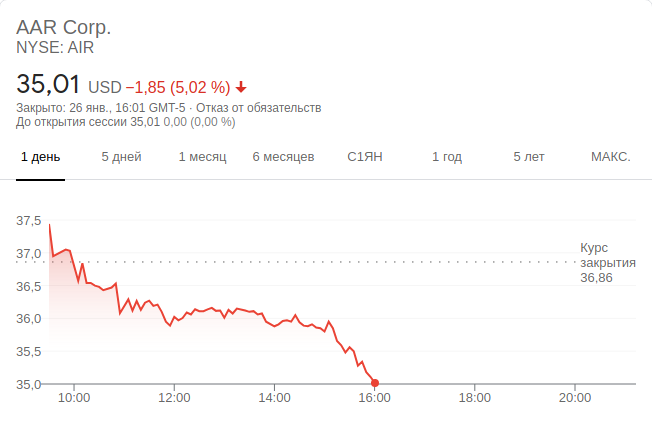 AAR Corp.
NYSE: AIR
35,01 USD −1,85 (5,02 %)
Закрыто: 26 янв., 16:01 GMT-5 · Отказ от обязательств
До открытия сессии 35,01 0,00 (0,00 %)
1 день 5 дней 1 месяц 6 месяцев С1ЯН 1 год 5 лет МАКС.
37,5
37,0
36,5
36,0
35,5
35,0
Курс
закрытия
36,86
10:00 12:00 14:00 16:00 18:00 20:00